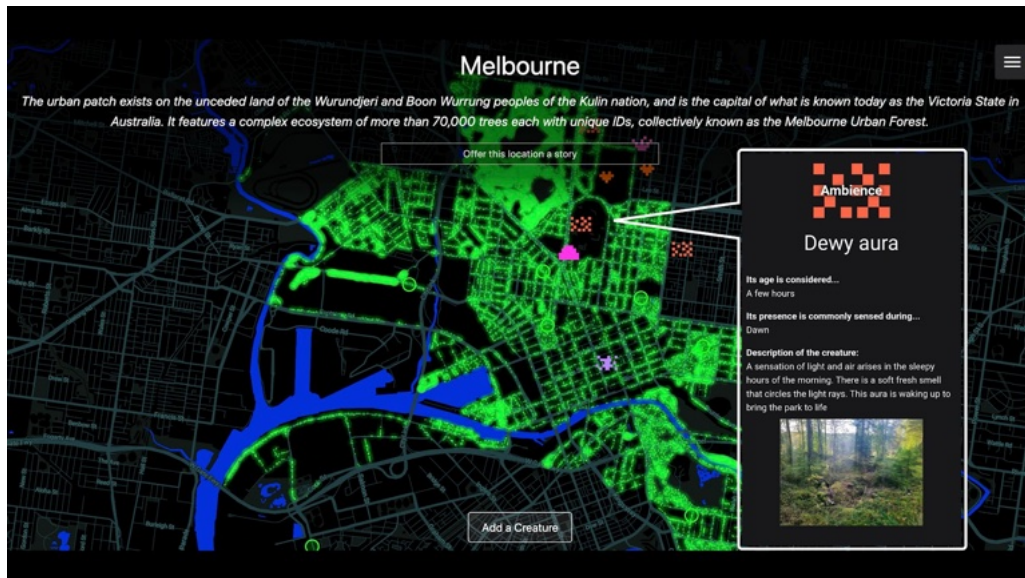 Melbourne
The urban patch exists on the unceded land of the Wurundjeri and Boon Wurrung peoples of the Kulin nation, and is the capital of what is known today as the Victoria State in
Australia. It features a complex ecosystem of more than 70,000 trees each with unique IDs, collectively known as the Melbourne Urban Forest.
Offer this location a story
Ambience
Dewy aura
Its age is considered...
A few hours
Its presence is commonly sensed during...
Dawn
Description of the creature:
A sensation of light and air arises in the sleepy
hours of the morning. There is a soft fresh smell
that circles the light rays. This aura is waking up to
bring the park to life
Add a Creature